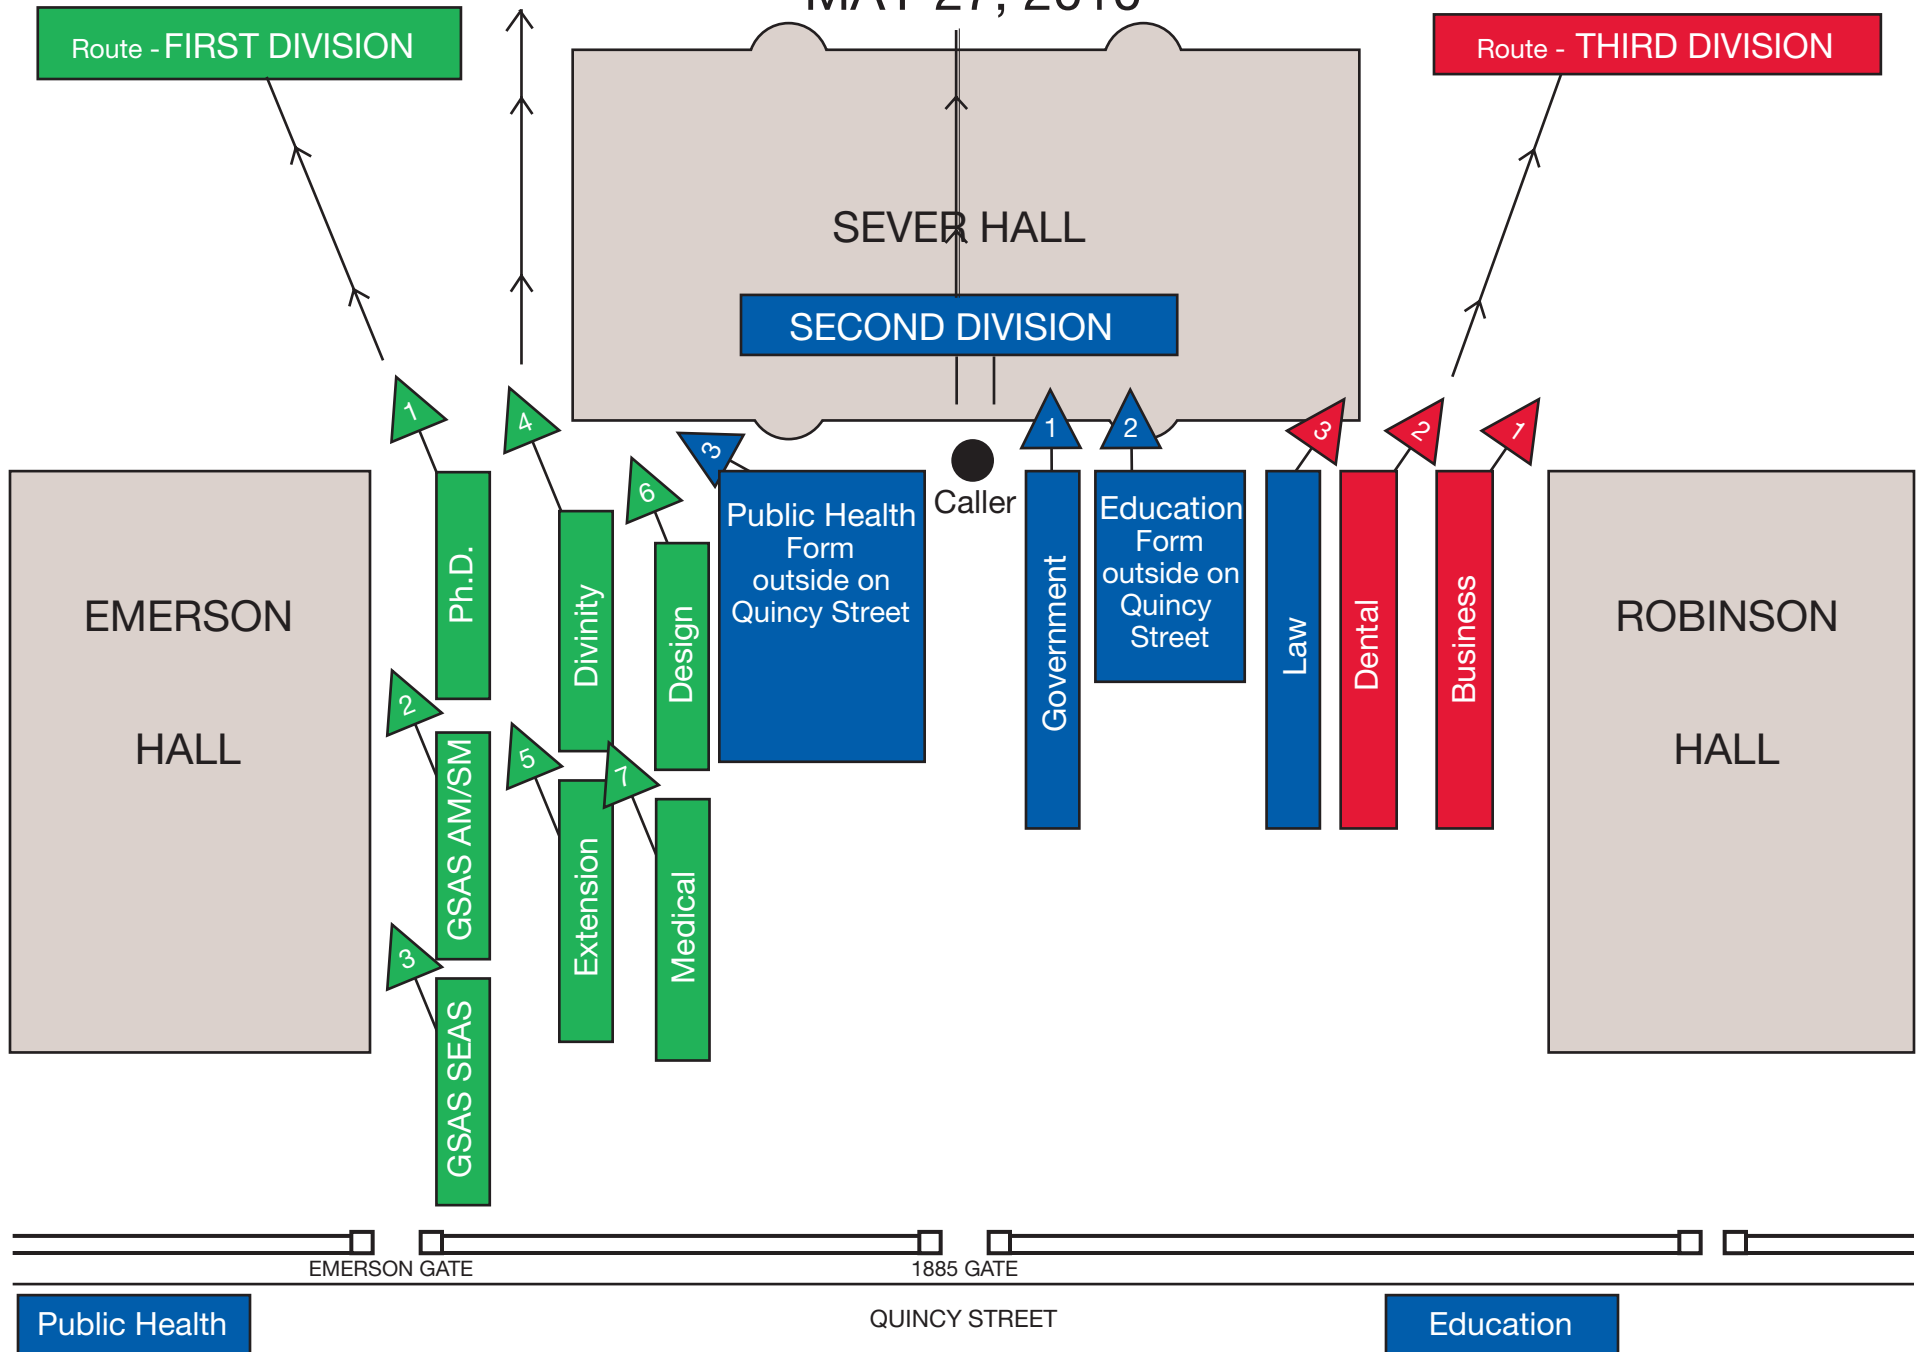 MAY 27, 2010
Route - FIRST DIVISION
Route - THIRD DIVISION
SEVER HALL
SECOND DIVISION
1
4
6
3
1
2
3
2
1
Caller
EMERSON
HALL
Ph.D.
Divinity
Design
Public Health
Form
outside on
Quincy Street
Government
Education
Form
outside on
Quincy
Street
Law
Dental
Business
ROBINSON
HALL
2
5
7
GSAS AM/SM
Extension
Medical
3
GSAS SEAS
EMERSON GATE
1885 GATE
Public Health
QUINCY STREET
Education